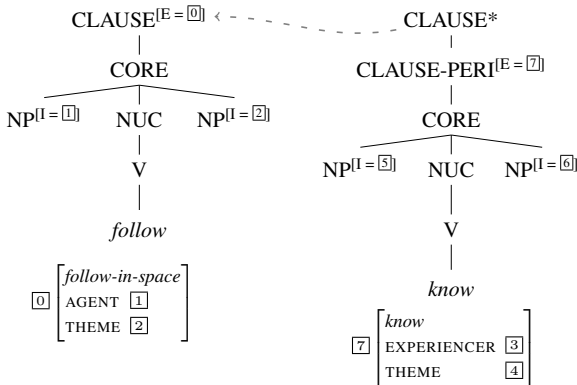 CLAUSE[E = 0] CLAUSE*
CORE CLAUSE-PERI[E = 7]
NP[I = 1] NUC NP[I = 2] CORE
V NP[I = 5] NUC NP[I = 6]
follow V
know
0 [follow-in-space
AGENT 1
THEME 2]
7 [know
EXPERIENCER 3
THEME 4]